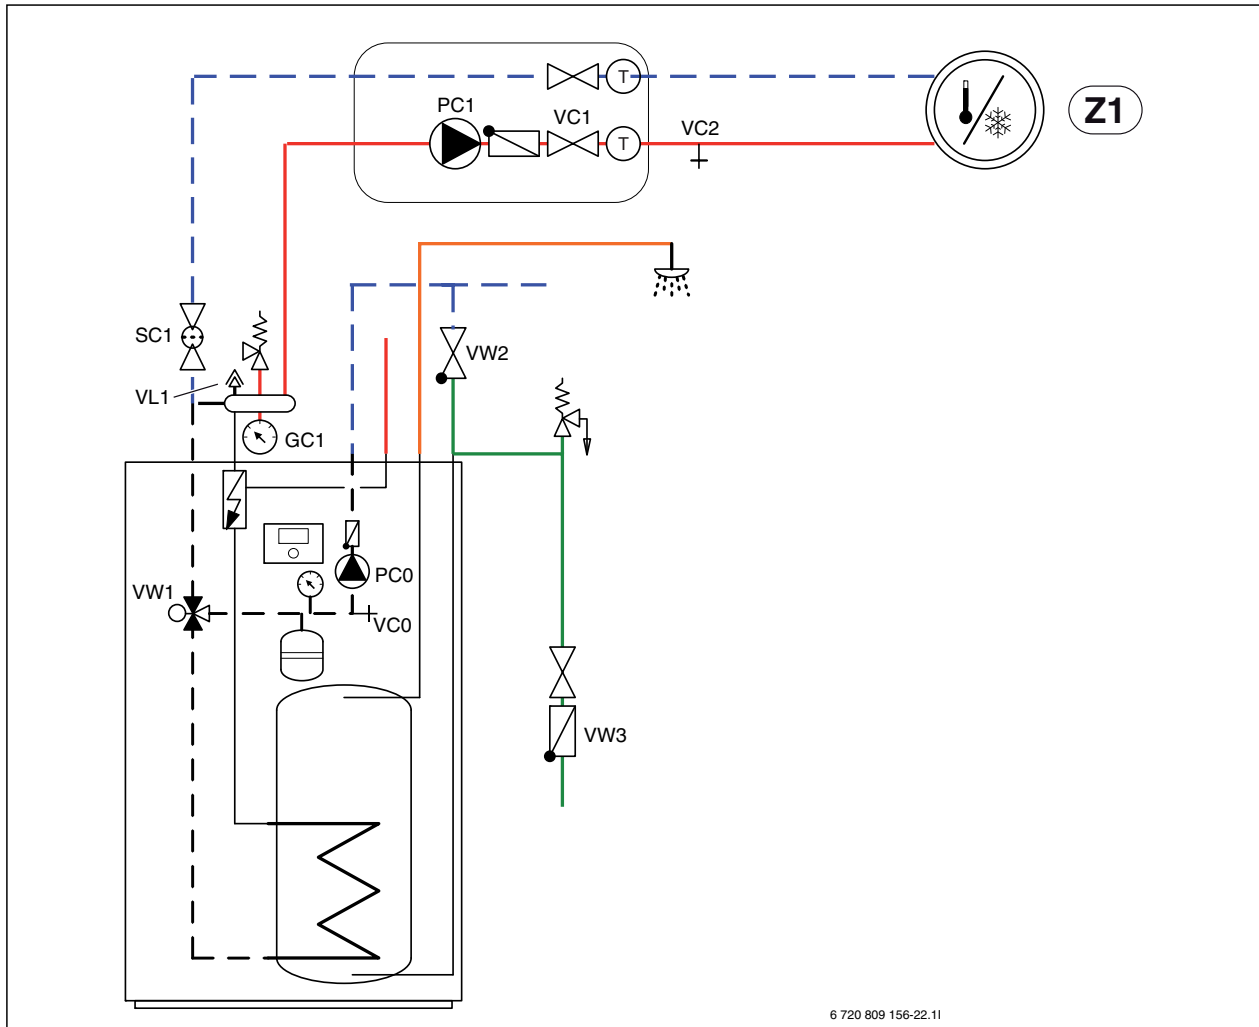 T
PC1
VC1
T
VC2
Z1
SC1
VW2
VL1
GC1
PC0
VW1
VC0
VW3
6 720 809 156-22.1I